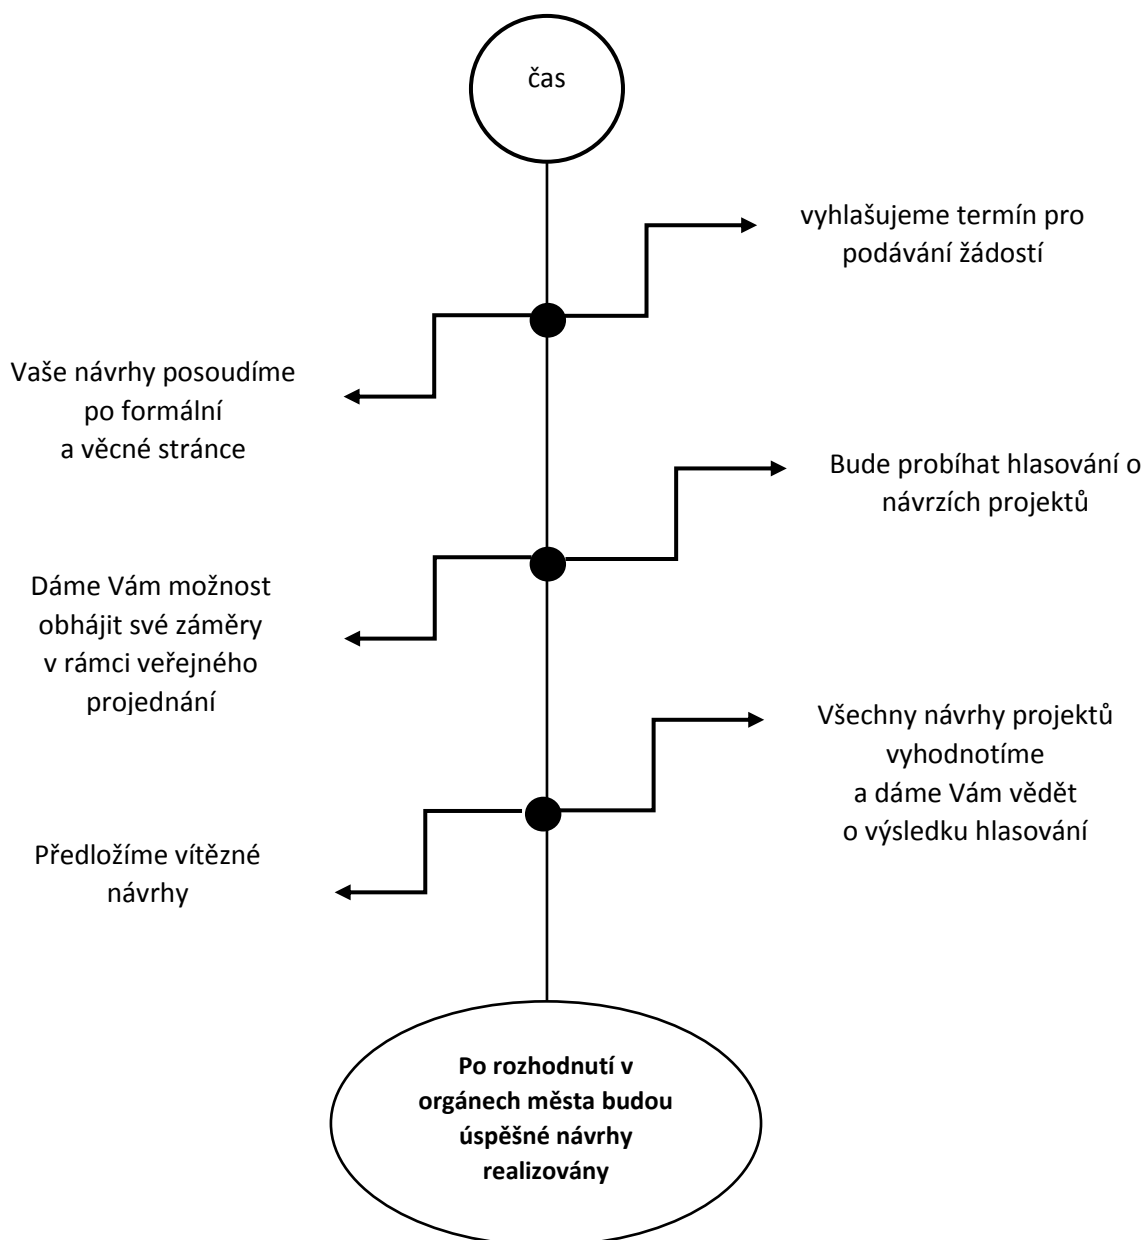 čas
vyhlašujeme termín pro
podávání žádostí
Vaše návrhy posoudíme
po formální
a věcné stránce
Bude probíhat hlasování o
návrzích projektů
Dáme Vám možnost
obhájit své záměry
v rámci veřejného
projednání
Všechny návrhy projektů
vyhodnotíme
a dáme Vám vědět
o výsledku hlasování
Předložíme vítězné
návrhy
Po rozhodnutí v
orgánech města budou
úspěšné návrhy
realizovány